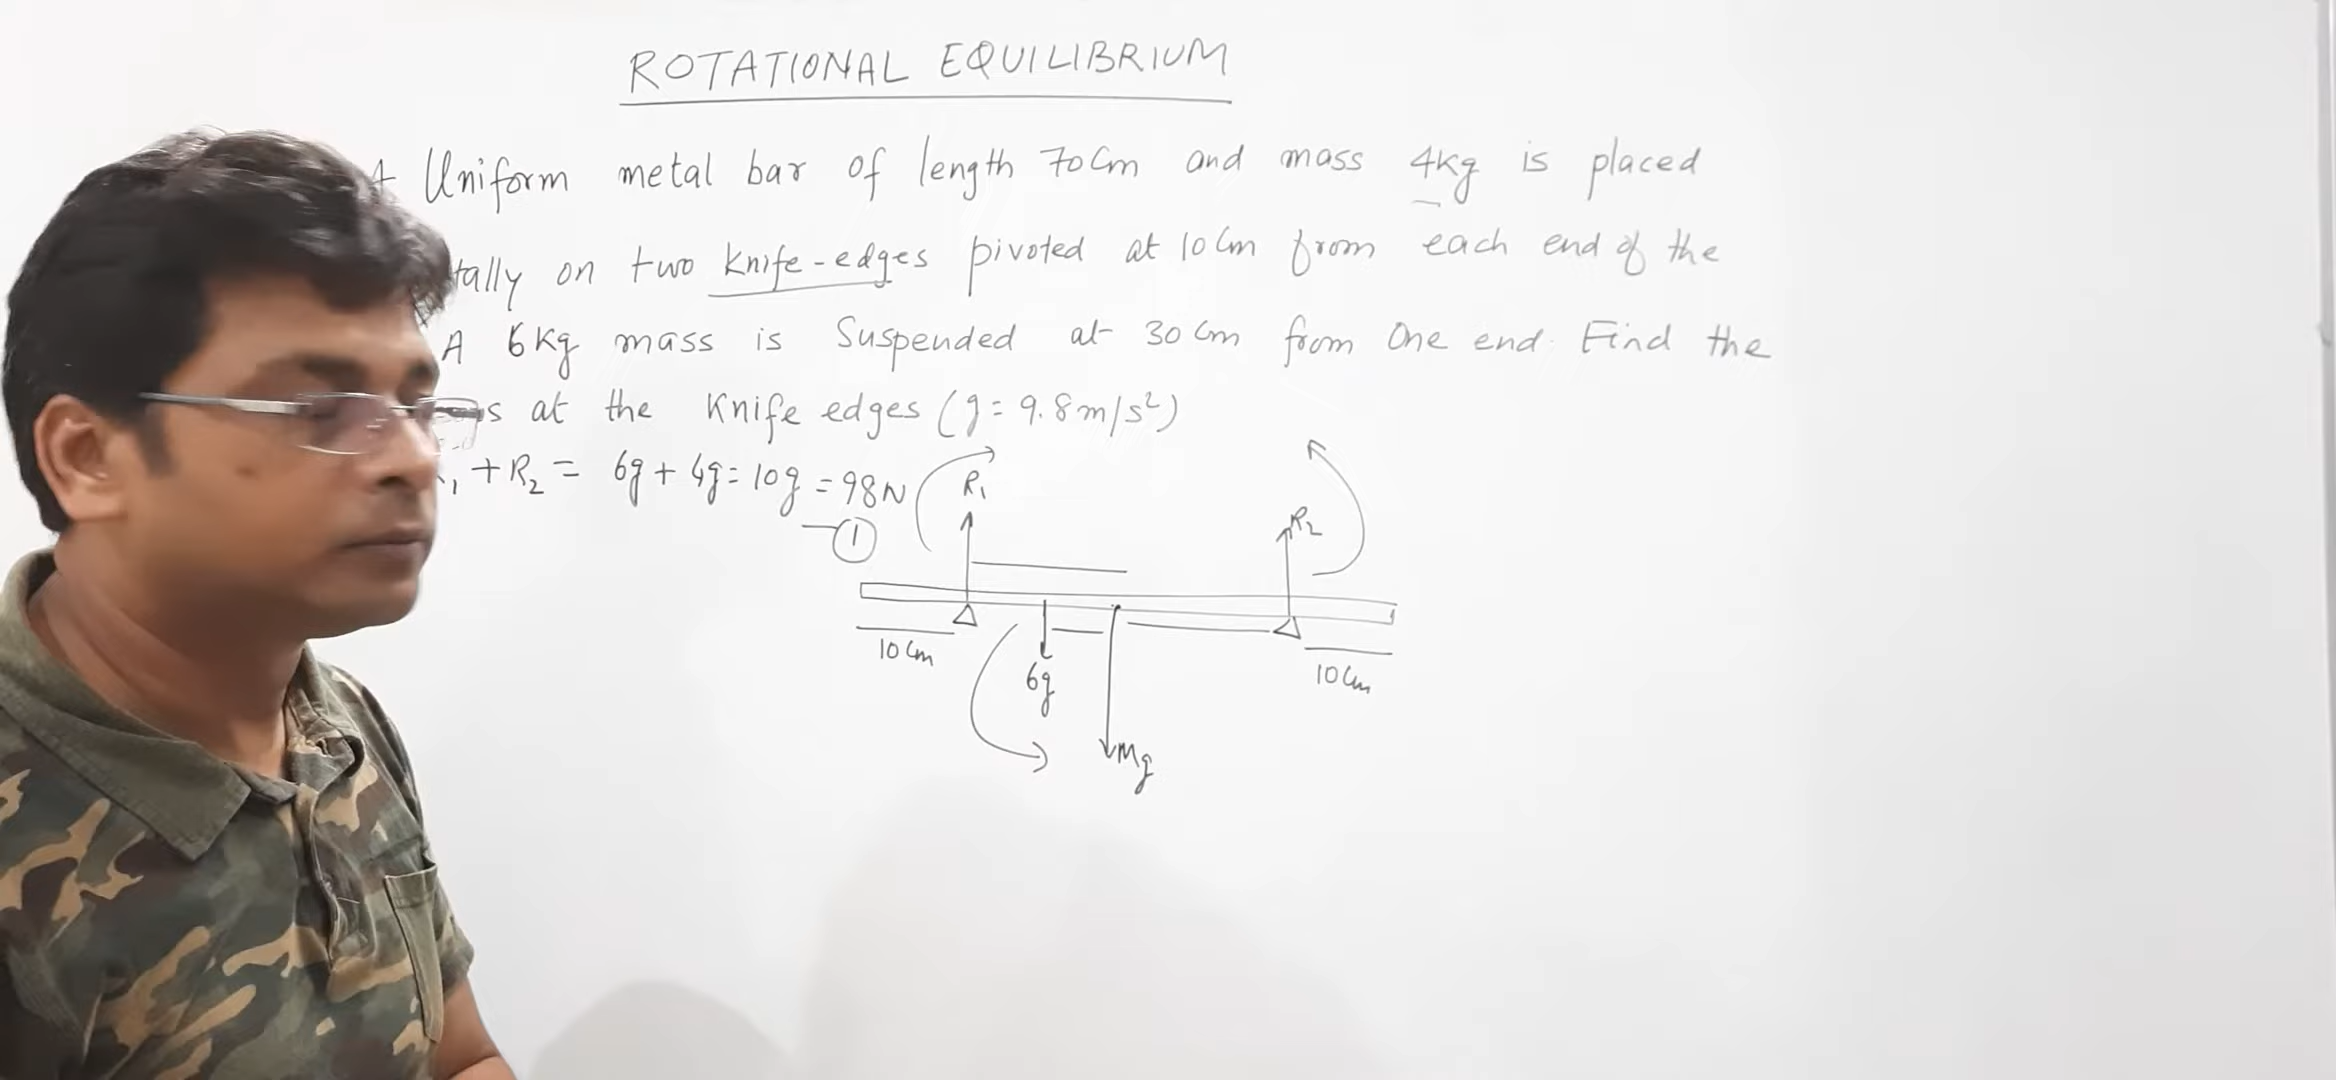 ROTATIONAL EQUILIBRIUM
A Uniform metal bar of length 70Cm and mass 4kg is placed
tally on two knife-edges pivoted at 10Cm from each end of the
A 6Kg mass is Suspended at 30Cm from One end. Find the
s at the Knife edges (g = 9.8m/s²)
+ R₂ = 6g + 4g = 10g = 98N
①
R₁
R₂
10Cm
6g
10Cm
Mg